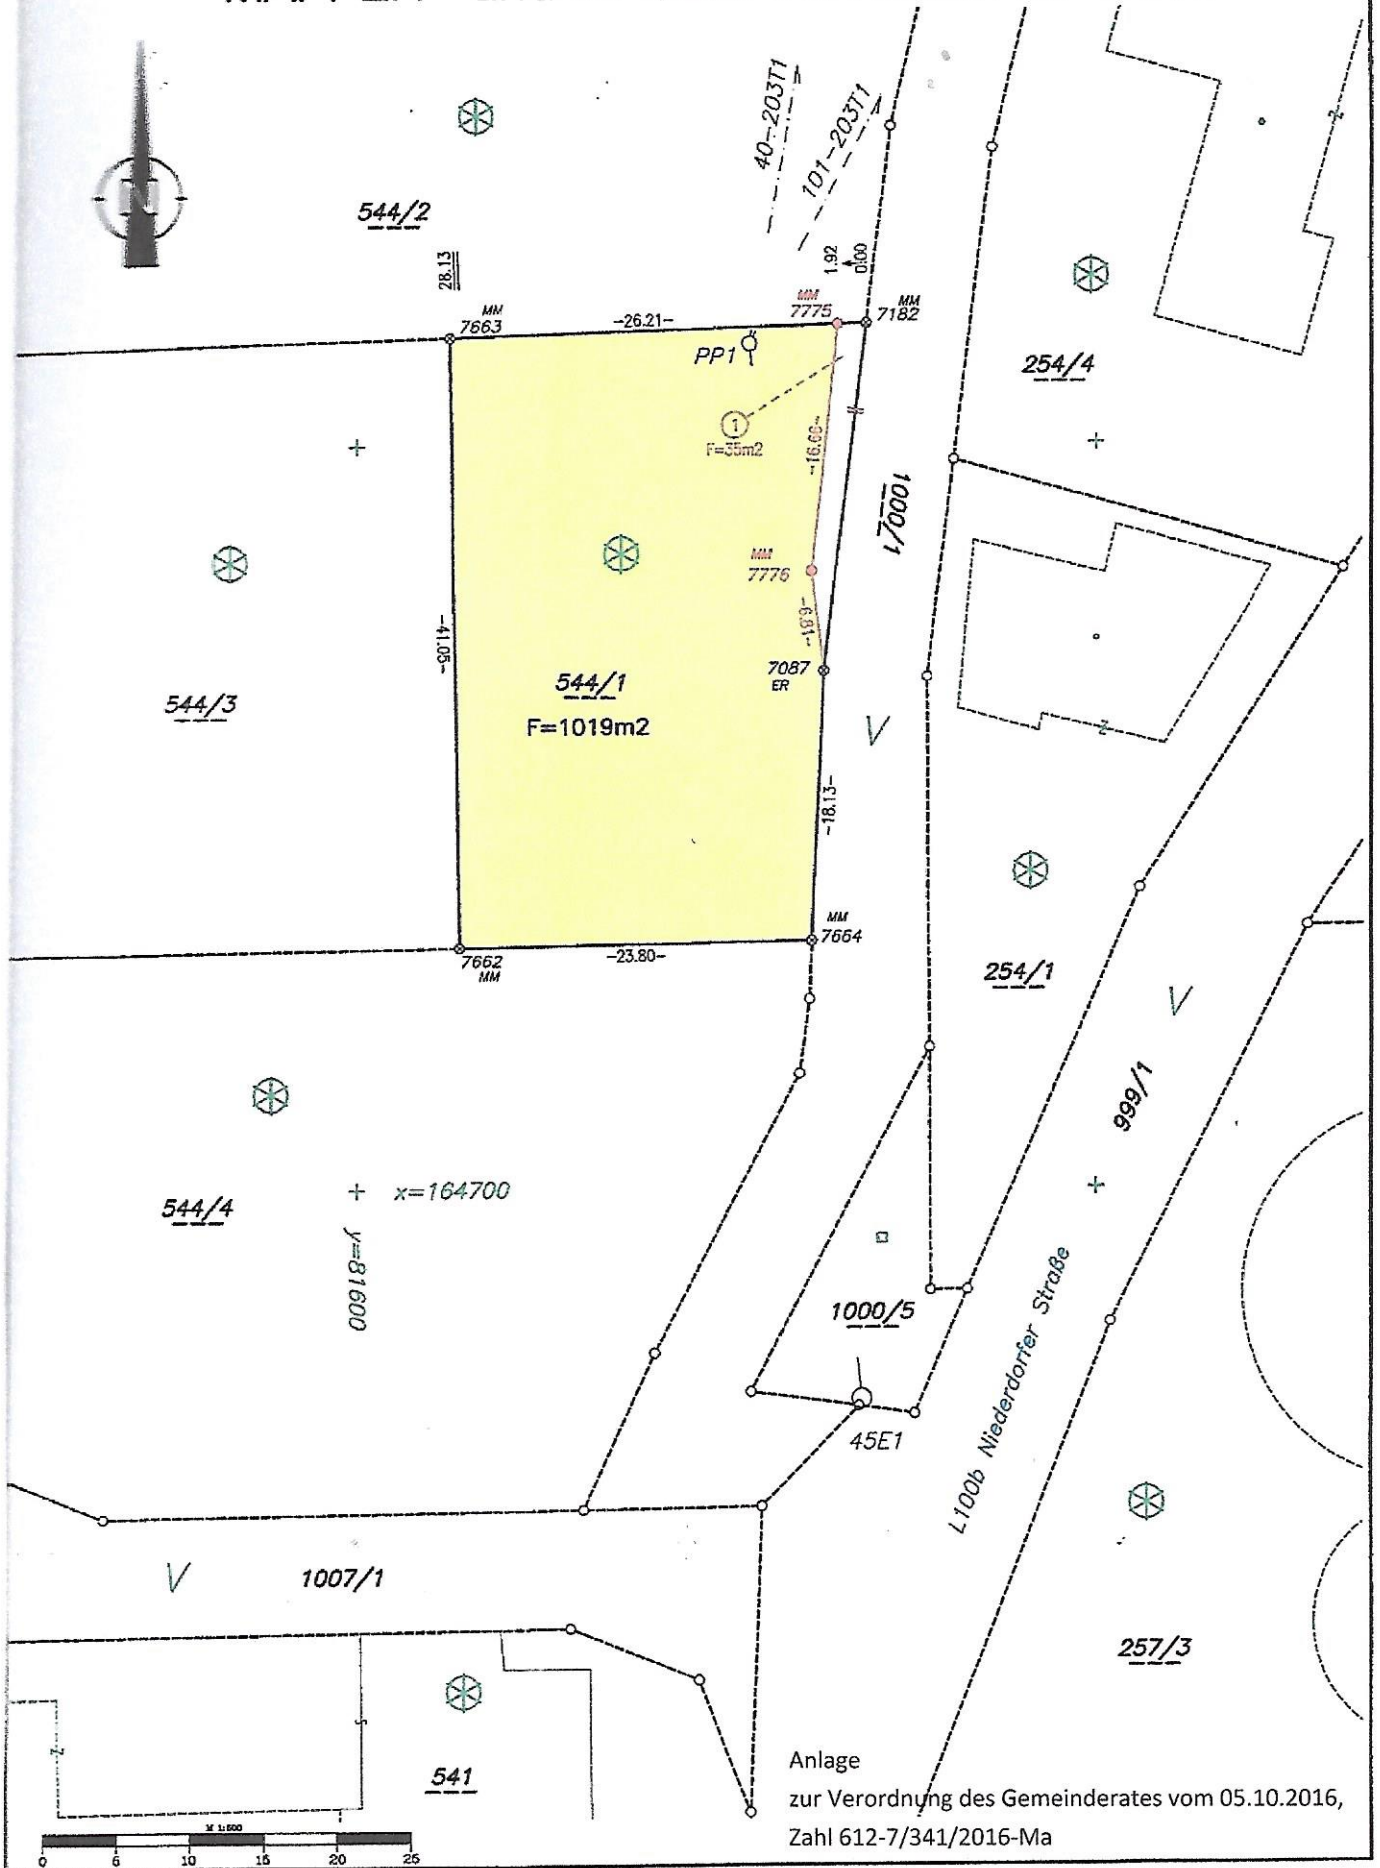 N
40-203T1
101-203T1
544/2
28.13
1.92
0.00
MM
7663
-26.21-
MM
7775
MM
7182
PP1
254/4
1
F=35m2
-16.66-
1000/1
MM
7776
-6.81-
-41.05-
7087
ER
544/3
544/1
F=1019m2
V
-18.13-
MM
7664
7662
MM
-23.80-
254/1
V
999/1
544/4
x=164700
y=81600
1000/5
L100b Niederdorfer Straße
45E1
V
1007/1
257/3
541
Anlage
zur Verordnung des Gemeinderates vom 05.10.2016,
Zahl 612-7/341/2016-Ma
M 1:500
0 5 10 15 20 25